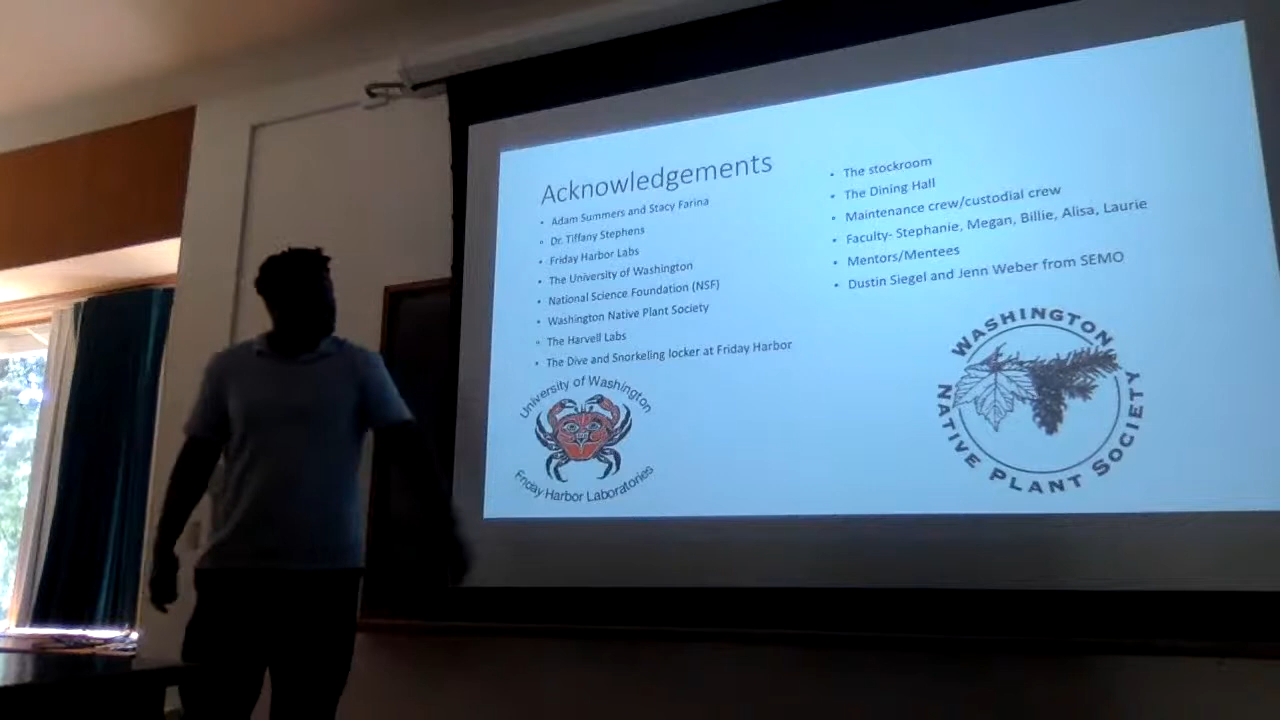 Acknowledgements
• Adam Summers and Stacy Farina
• Dr. Tiffany Stephens
• Friday Harbor Labs
• The University of Washington
• National Science Foundation (NSF)
• Washington Native Plant Society
• The Harvell Labs
• The Dive and Snorkeling locker at Friday Harbor
• The stockroom
• The Dining Hall
• Maintenance crew/custodial crew
• Faculty- Stephanie, Megan, Billie, Alisa, Laurie
• Mentors/Mentees
• Dustin Siegel and Jenn Weber from SEMO
University of Washington
Friday Harbor Laboratories
WASHINGTON
NATIVE PLANT SOCIETY